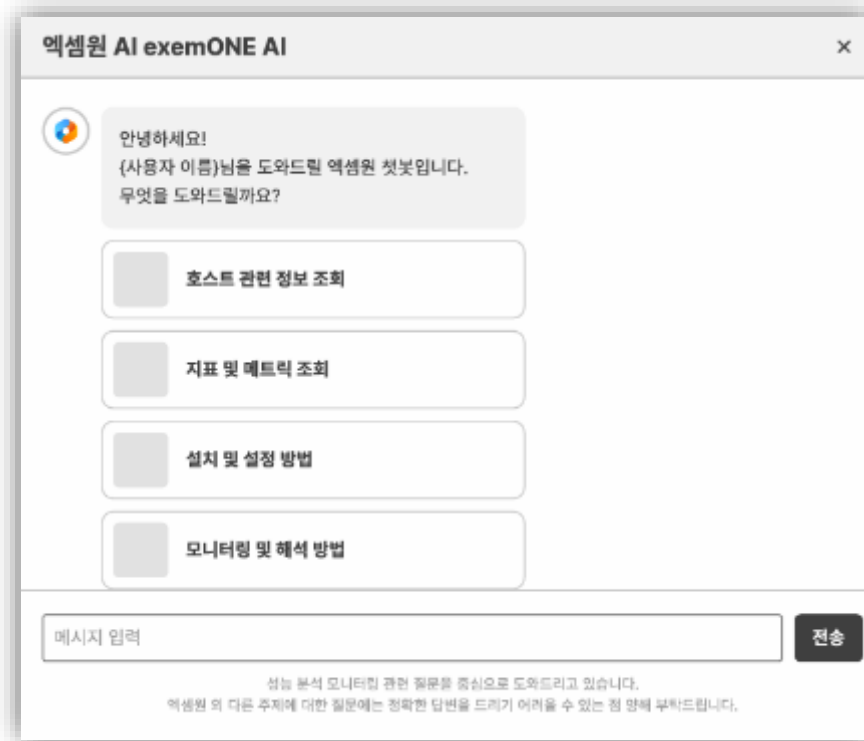 엑셈원 AI exemONE AI
×
안녕하세요!
{사용자 이름}님을 도와드릴 엑셈원 챗봇입니다.
무엇을 도와드릴까요?
호스트 관련 정보 조회
지표 및 메트릭 조회
설치 및 설정 방법
모니터링 및 해석 방법
메시지 입력
전송
성능 분석 모니터링 관련 질문을 중심으로 도와드리고 있습니다.
엑셈원 외 다른 주제에 대한 질문에는 정확한 답변을 드리기 어려울 수 있는 점 양해 부탁드립니다.